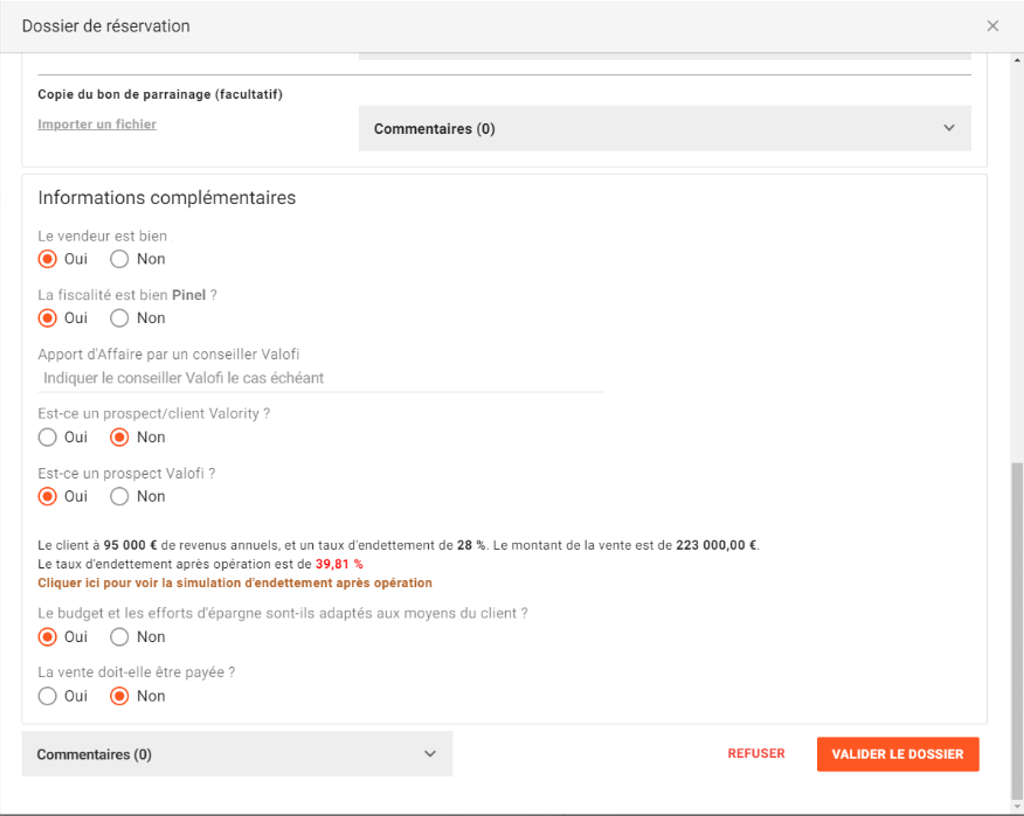 Dossier de réservation
Copie du bon de parrainage (facultatif)
Importer un fichier
Commentaires (0)
Informations complémentaires
Le vendeur est bien
Oui Non
La fiscalité est bien Pinel ?
Oui Non
Apport d'Affaire par un conseiller Valofi
Indiquer le conseiller Valofi le cas échéant
Est-ce un prospect/client Valority ?
Oui Non
Est-ce un prospect Valofi ?
Oui Non
Le client à 95 000 € de revenus annuels, et un taux d'endettement de 28 %. Le montant de la vente est de 223 000,00 €.
Le taux d'endettement après opération est de 39,81 %
Cliquer ici pour voir la simulation d'endettement après opération
Le budget et les efforts d'épargne sont-ils adaptés aux moyens du client ?
Oui Non
La vente doit-elle être payée ?
Oui Non
Commentaires (0)
REFUSER
VALIDER LE DOSSIER